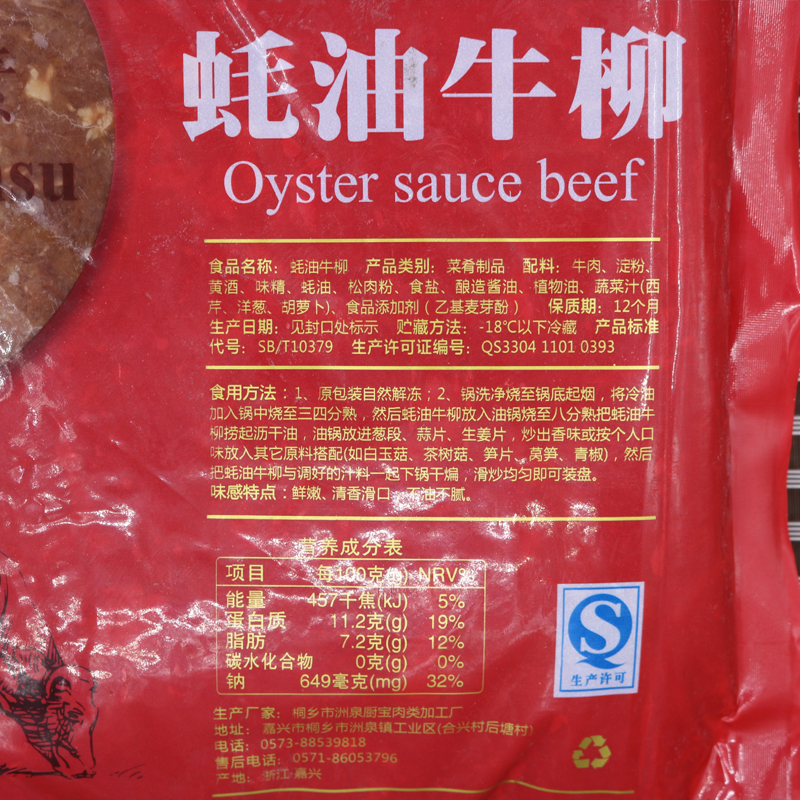 蚝油牛柳
Oyster sauce beef
su
食品名称：蚝油牛柳 产品类别：菜肴制品 配料：牛肉、淀粉、
黄酒、味精、蚝油、松肉粉、食盐、酿造酱油、植物油、蔬菜汁(西
芹、洋葱、胡萝卜)、食品添加剂（乙基麦芽酚） 保质期：12个月
生产日期：见封口处标示 贮藏方法：-18℃以下冷藏 产品标准
代号：SB/T10379 生产许可证编号：QS3304 1101 0393
食用方法：1、原包装自然解冻；2、锅洗净烧至锅底起烟，将冷油
加入锅中烧至三四分熟，然后蚝油牛柳放入油锅烧至八分熟把蚝油牛
柳捞起沥干油，油锅放进葱段、蒜片、生姜片，炒出香味或按个人口
味放入其它原料搭配(如白玉菇、茶树菇、笋片、莴笋、青椒)，然后
把蚝油牛柳与调好的汁料一起下锅干煸，滑炒均匀即可装盘。
味感特点：鲜嫩、清香滑口、不油不腻。
营养成分表
项目 每100克(g) NRV%
能量 457千焦(kJ) 5%
蛋白质 11.2克(g) 19%
脂肪 7.2克(g) 12%
碳水化合物 0克(g) 0%
钠 649毫克(mg) 32%
S
生产许可
生产厂家：桐乡市洲泉厨宝肉类加工厂
地址：嘉兴市桐乡市洲泉镇工业区(合兴村后塘村)
电话：0573-88539818
售后电话：0571-86053796
产地：浙江 嘉兴